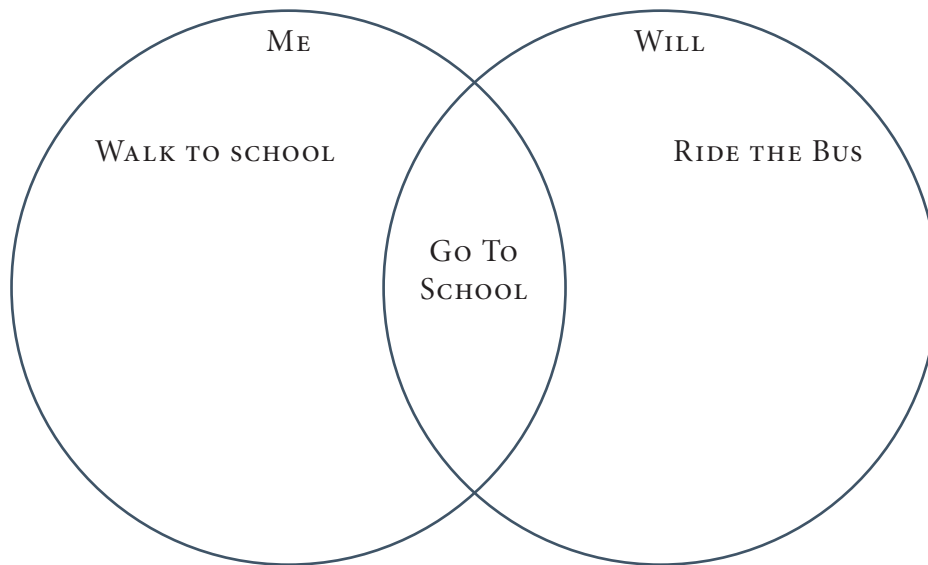 Me
Will
Walk to school
Ride the Bus
Go To
School